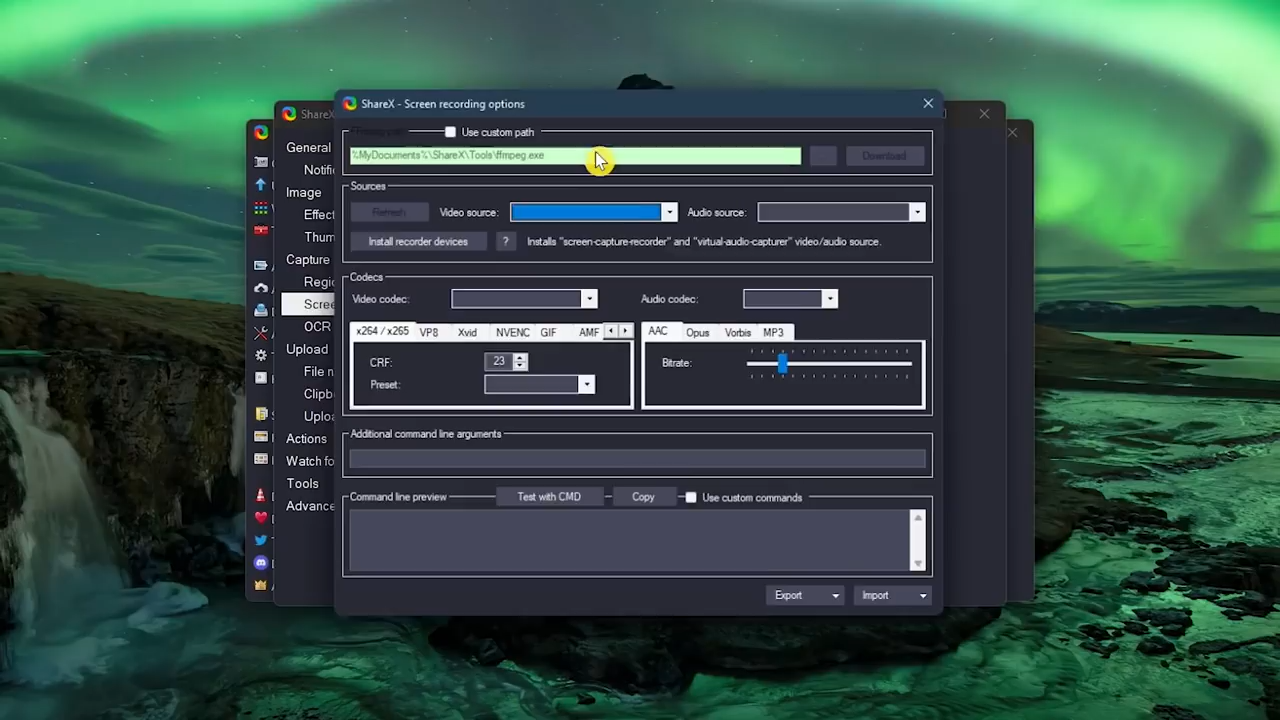 ShareX - Screen recording options
ShareX
Use custom path
%MyDocuments%\ShareX\Tools\ffmpeg.exe
Download
General
Notifi
Image
Effect
Thum
Capture
Regio
Scree
OCR
Upload
File n
Clipb
Uploa
Actions
Watch fo
Tools
Advance
Sources
Refresh
Video source:
Audio source:
Install recorder devices
?
Installs "screen-capture-recorder" and "virtual-audio-capturer" video/audio source.
Codecs
Video codec:
Audio codec:
x264 / x265
VP8
Xvid
NVENC
GIF
AMF
AAC
Opus
Vorbis
MP3
CRF:
23
Bitrate:
Preset:
Additional command line arguments
Command line preview
Test with CMD
Copy
Use custom commands
Export
Import